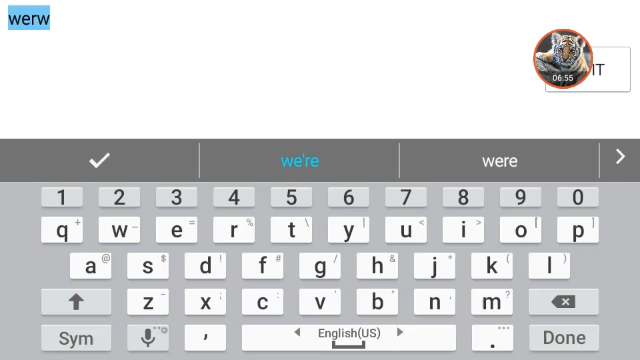 werw
06:55
IT
we're were
1 2 3 4 5 6 7 8 9 0
q + w _ e = r % t \ y | u < i > o [ p ]
a @ s $ d ! f # g / h & j * k ( l )
z - x ; c : v ' b " n , m ?
Sym , English(US) . Done